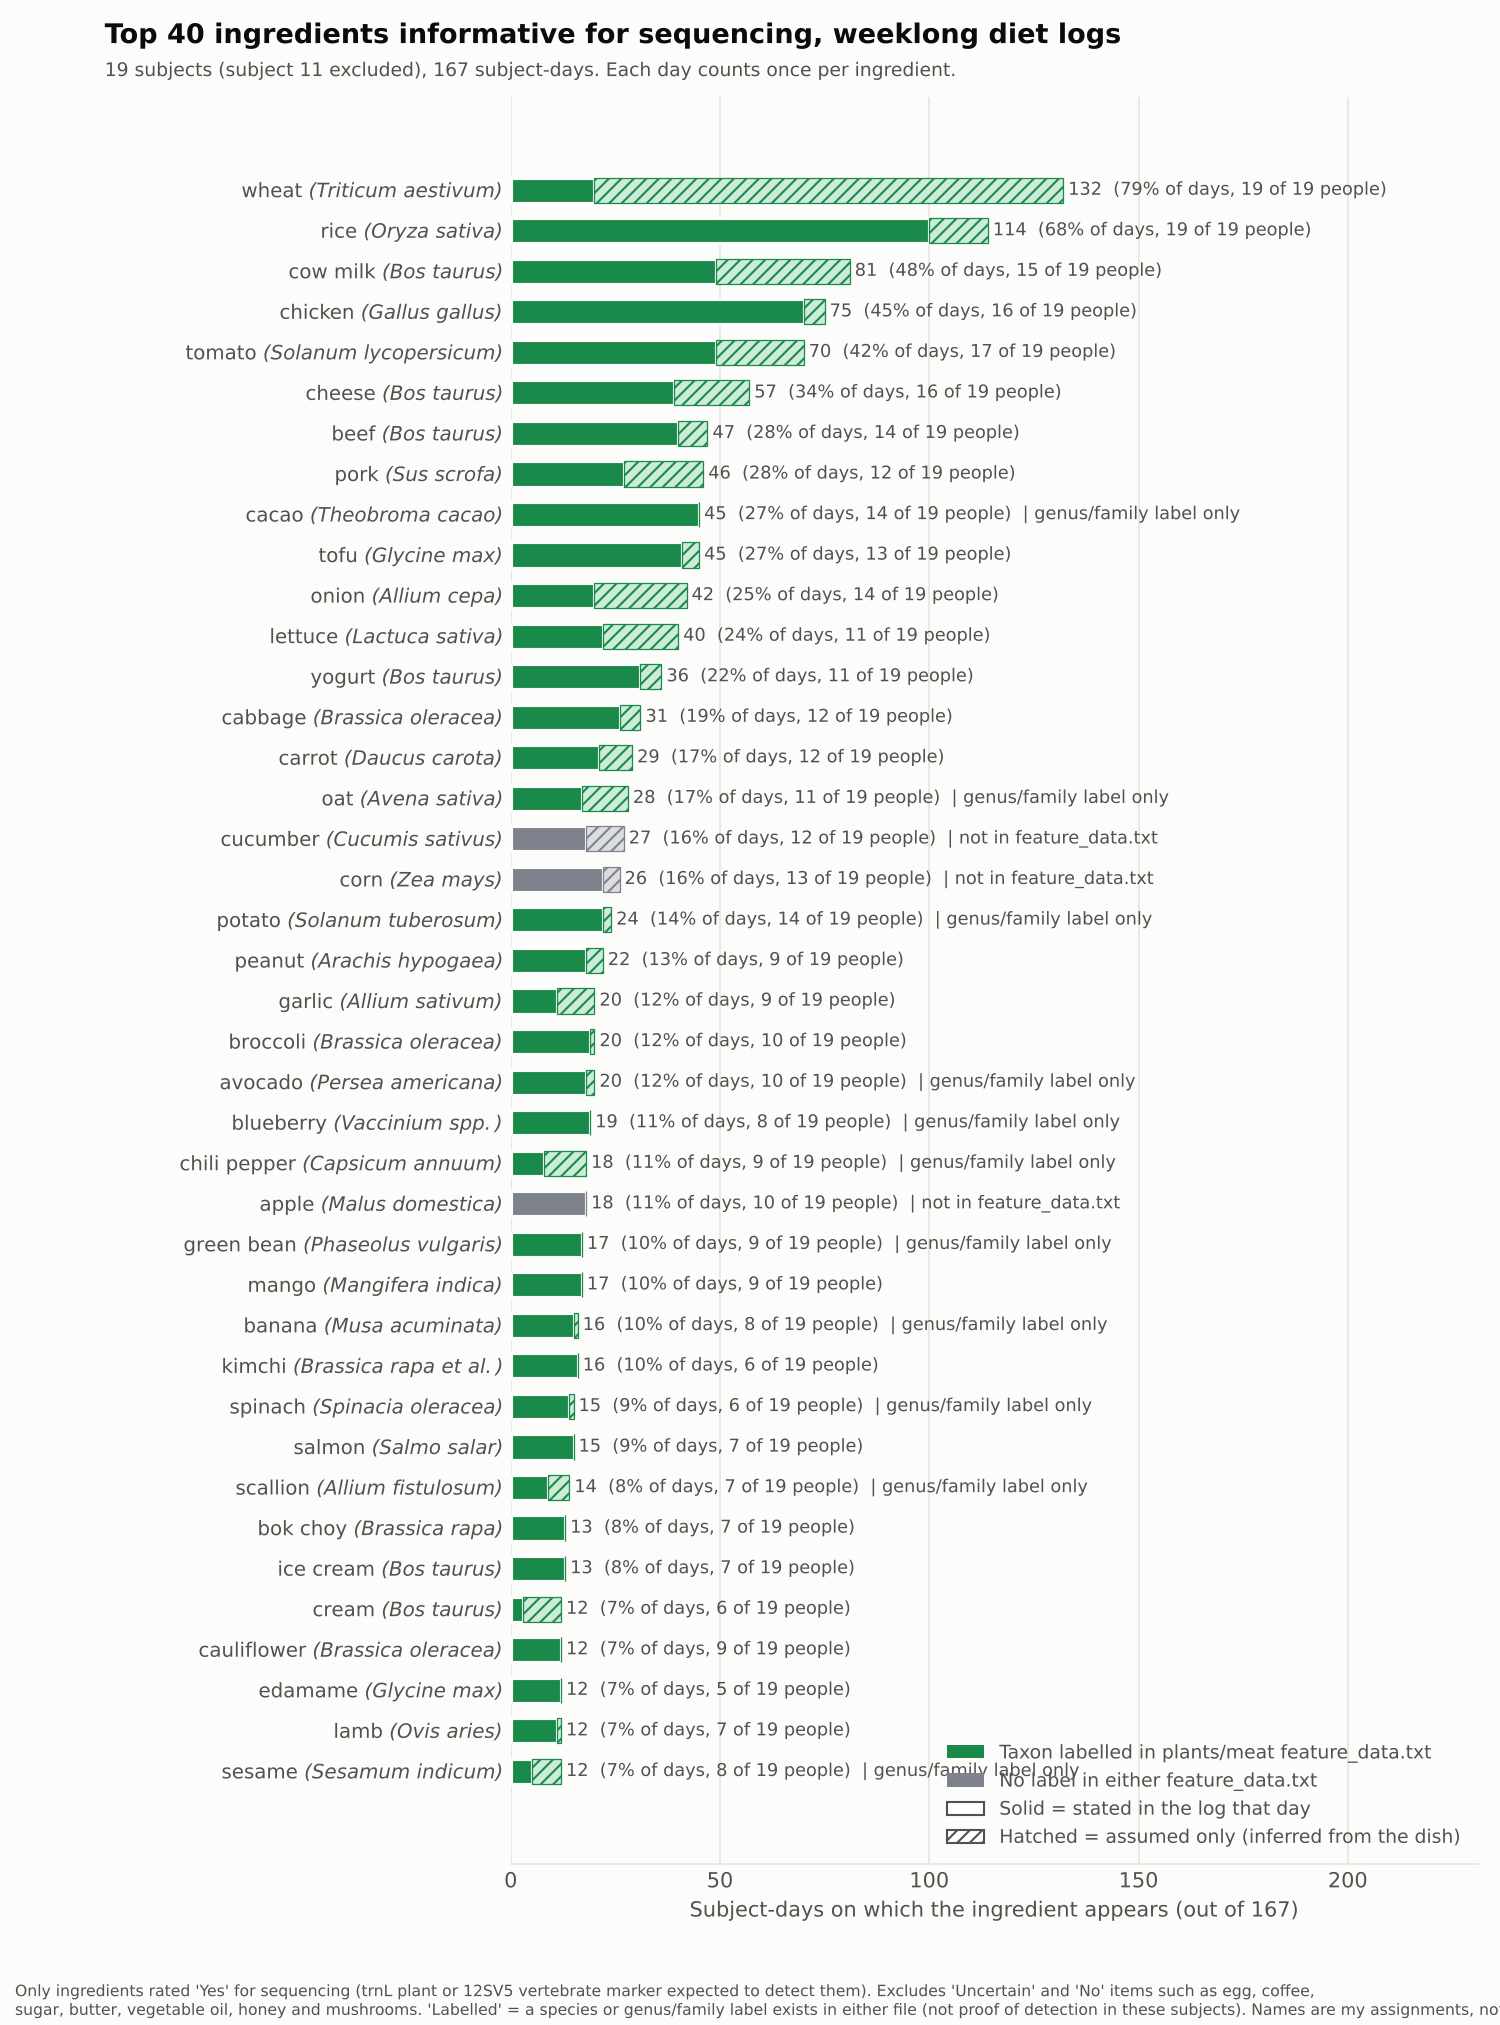 Top 40 ingredients informative for sequencing, weeklong diet logs
19 subjects (subject 11 excluded), 167 subject-days. Each day counts once per ingredient.
wheat (Triticum aestivum) 132 (79% of days, 19 of 19 people)
rice (Oryza sativa) 114 (68% of days, 19 of 19 people)
cow milk (Bos taurus) 81 (48% of days, 15 of 19 people)
chicken (Gallus gallus) 75 (45% of days, 16 of 19 people)
tomato (Solanum lycopersicum) 70 (42% of days, 17 of 19 people)
cheese (Bos taurus) 57 (34% of days, 16 of 19 people)
beef (Bos taurus) 47 (28% of days, 14 of 19 people)
pork (Sus scrofa) 46 (28% of days, 12 of 19 people)
cacao (Theobroma cacao) 45 (27% of days, 14 of 19 people) | genus/family label only
tofu (Glycine max) 45 (27% of days, 13 of 19 people)
onion (Allium cepa) 42 (25% of days, 14 of 19 people)
lettuce (Lactuca sativa) 40 (24% of days, 11 of 19 people)
yogurt (Bos taurus) 36 (22% of days, 11 of 19 people)
cabbage (Brassica oleracea) 31 (19% of days, 12 of 19 people)
carrot (Daucus carota) 29 (17% of days, 12 of 19 people)
oat (Avena sativa) 28 (17% of days, 11 of 19 people) | genus/family label only
cucumber (Cucumis sativus) 27 (16% of days, 12 of 19 people) | not in feature_data.txt
corn (Zea mays) 26 (16% of days, 13 of 19 people) | not in feature_data.txt
potato (Solanum tuberosum) 24 (14% of days, 14 of 19 people) | genus/family label only
peanut (Arachis hypogaea) 22 (13% of days, 9 of 19 people)
garlic (Allium sativum) 20 (12% of days, 9 of 19 people)
broccoli (Brassica oleracea) 20 (12% of days, 10 of 19 people)
avocado (Persea americana) 20 (12% of days, 10 of 19 people) | genus/family label only
blueberry (Vaccinium spp.) 19 (11% of days, 8 of 19 people) | genus/family label only
chili pepper (Capsicum annuum) 18 (11% of days, 9 of 19 people) | genus/family label only
apple (Malus domestica) 18 (11% of days, 10 of 19 people) | not in feature_data.txt
green bean (Phaseolus vulgaris) 17 (10% of days, 9 of 19 people) | genus/family label only
mango (Mangifera indica) 17 (10% of days, 9 of 19 people)
banana (Musa acuminata) 16 (10% of days, 8 of 19 people) | genus/family label only
kimchi (Brassica rapa et al.) 16 (10% of days, 6 of 19 people)
spinach (Spinacia oleracea) 15 (9% of days, 6 of 19 people) | genus/family label only
salmon (Salmo salar) 15 (9% of days, 7 of 19 people)
scallion (Allium fistulosum) 14 (8% of days, 7 of 19 people) | genus/family label only
bok choy (Brassica rapa) 13 (8% of days, 7 of 19 people)
ice cream (Bos taurus) 13 (8% of days, 7 of 19 people)
cream (Bos taurus) 12 (7% of days, 6 of 19 people)
cauliflower (Brassica oleracea) 12 (7% of days, 9 of 19 people)
edamame (Glycine max) 12 (7% of days, 5 of 19 people)
lamb (Ovis aries) 12 (7% of days, 7 of 19 people)
sesame (Sesamum indicum) 12 (7% of days, 8 of 19 people) | genus/family label only
Taxon labelled in plants/meat feature_data.txt
No label in either feature_data.txt
Solid = stated in the log that day
Hatched = assumed only (inferred from the dish)
0 50 100 150 200
Subject-days on which the ingredient appears (out of 167)
Only ingredients rated 'Yes' for sequencing (trnL plant or 12SV5 vertebrate marker expected to detect them). Excludes 'Uncertain' and 'No' items such as egg, coffee,
sugar, butter, vegetable oil, honey and mushrooms. 'Labelled' = a species or genus/family label exists in either file (not proof of detection in these subjects). Names are my assignments,